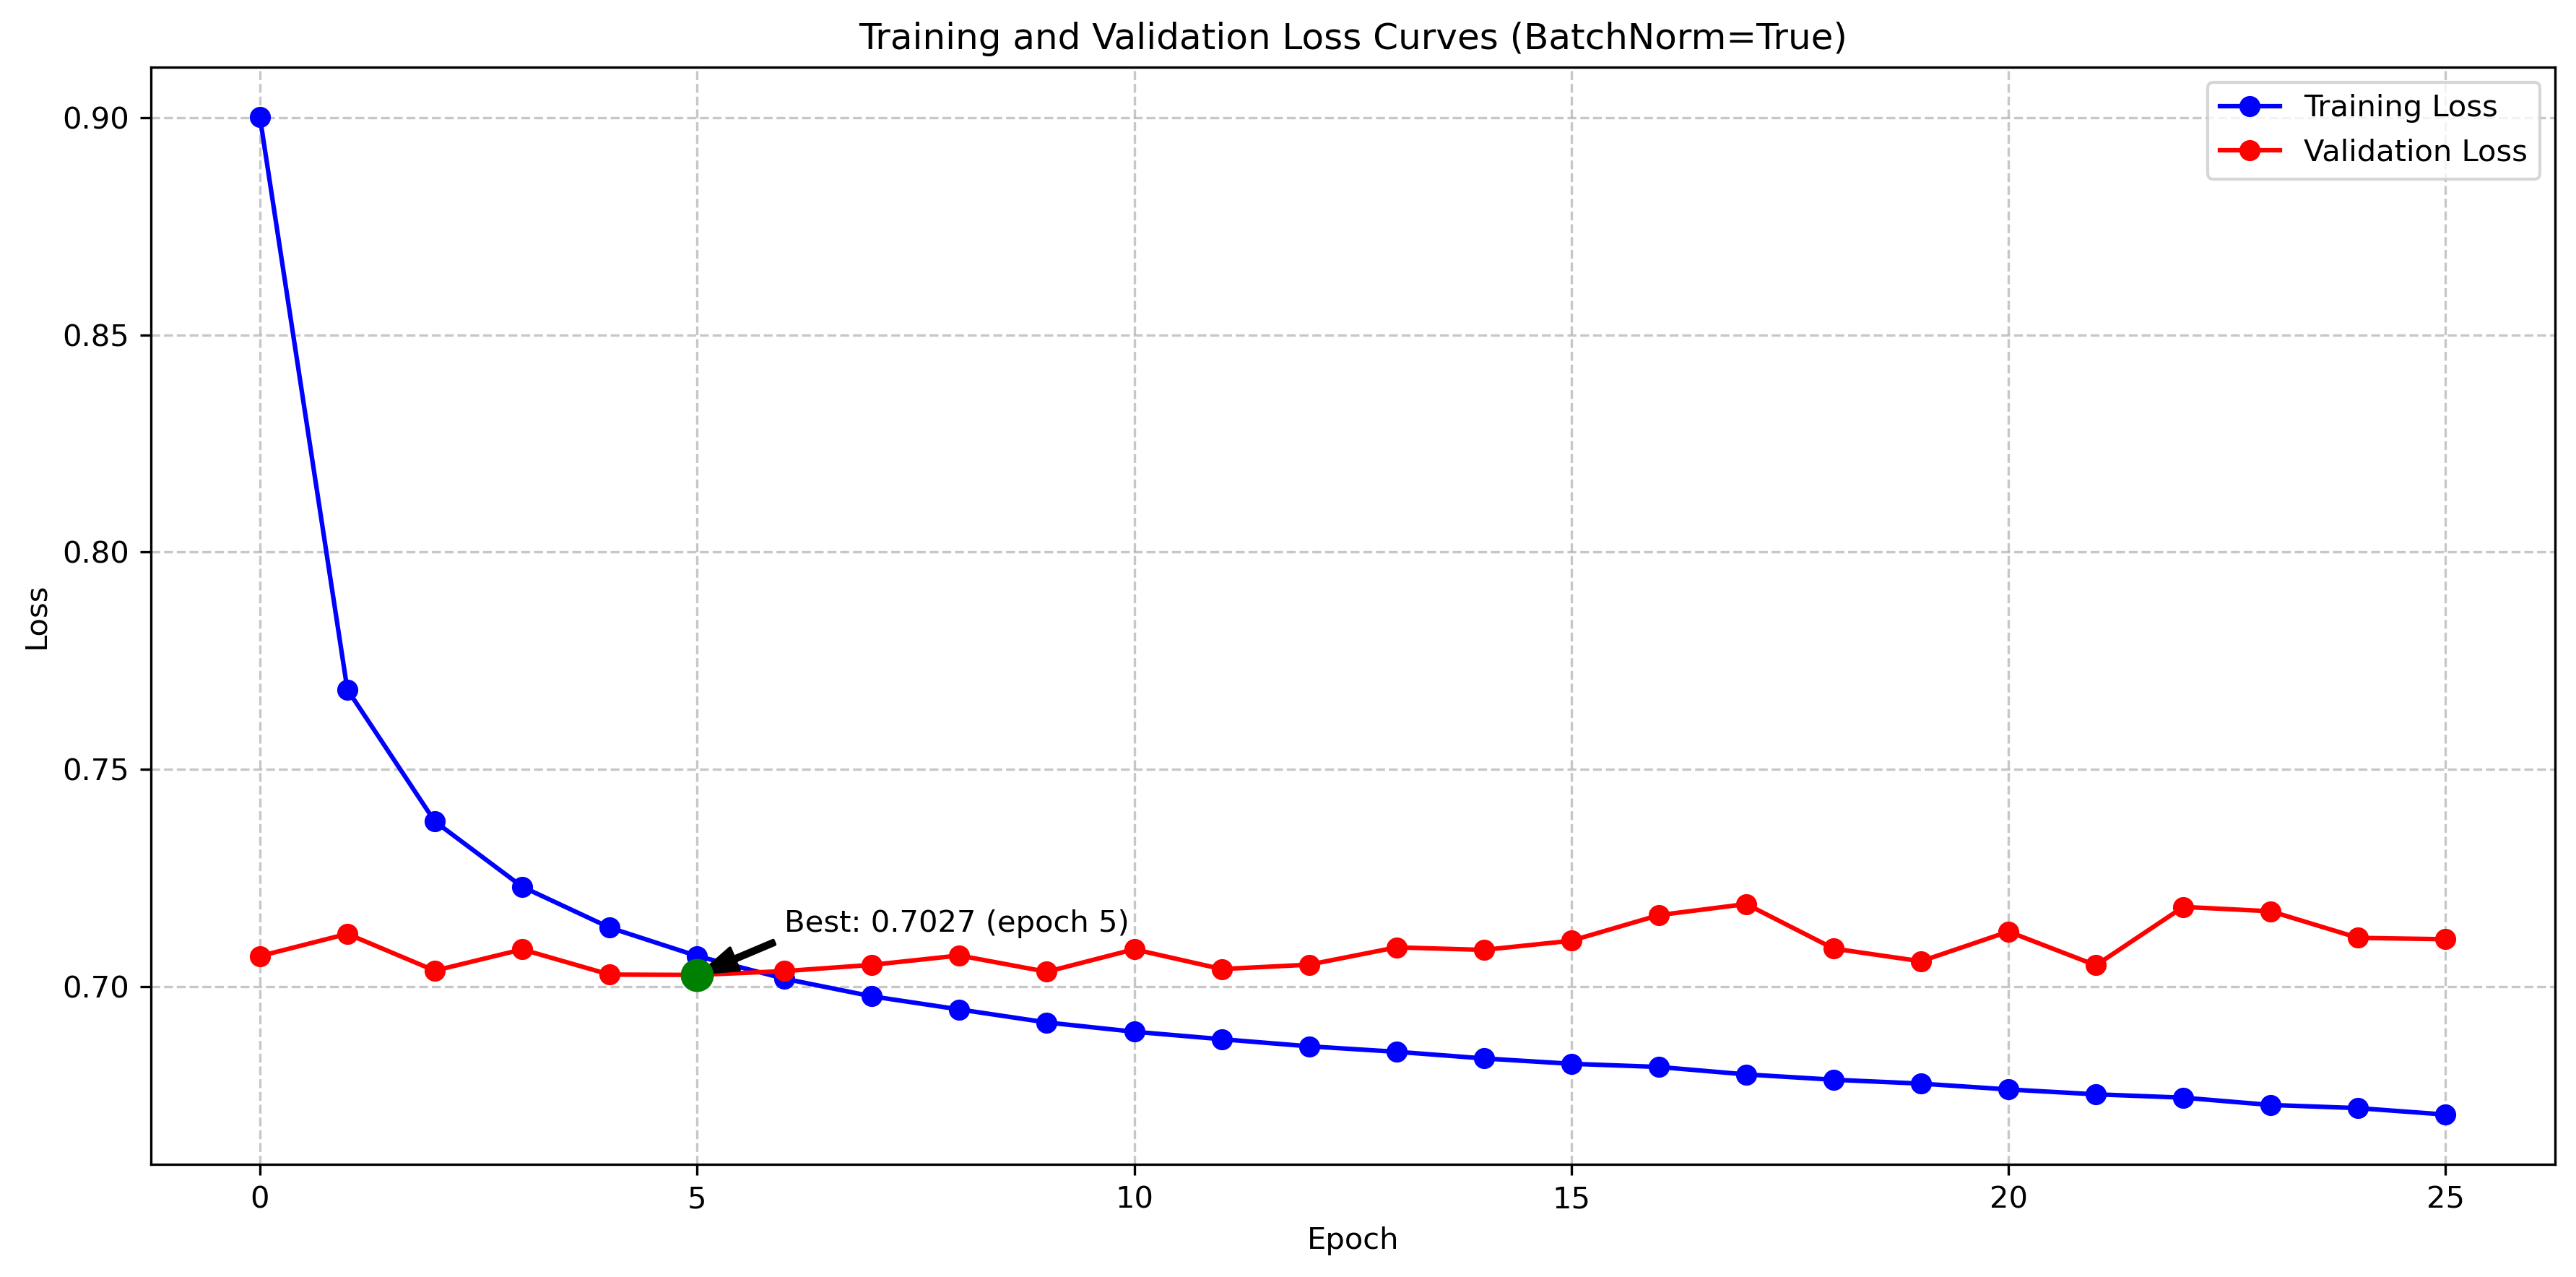 Training and Validation Loss Curves (BatchNorm=True)
Training Loss
Validation Loss
0.90
0.85
0.80
0.75
0.70
Loss
Best: 0.7027 (epoch 5)
0 5 10 15 20 25
Epoch